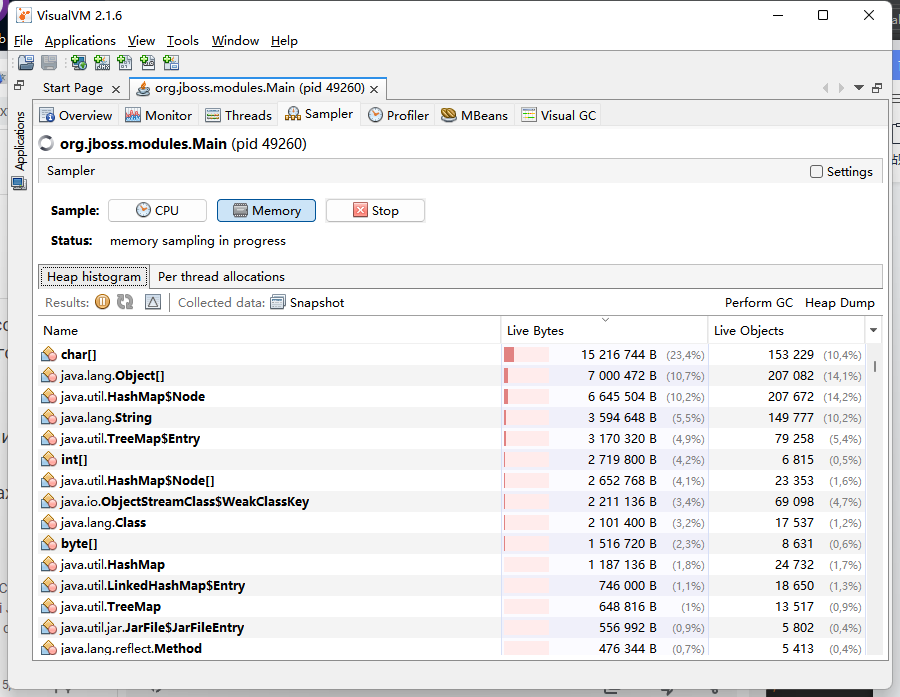 VisualVM 2.1.6
File Applications View Tools Window Help
Start Page org.jboss.modules.Main (pid 49260)
Applications
Overview Monitor Threads Sampler Profiler MBeans Visual GC
org.jboss.modules.Main (pid 49260)
Sampler Settings
Sample: CPU Memory Stop
Status: memory sampling in progress
Heap histogram Per thread allocations
Results: Collected data: Snapshot Perform GC Heap Dump
Name Live Bytes Live Objects
char[] 15 216 744 B (23,4%) 153 229 (10,4%)
java.lang.Object[] 7 000 472 B (10,7%) 207 082 (14,1%)
java.util.HashMap$Node 6 645 504 B (10,2%) 207 672 (14,2%)
java.lang.String 3 594 648 B (5,5%) 149 777 (10,2%)
java.util.TreeMap$Entry 3 170 320 B (4,9%) 79 258 (5,4%)
int[] 2 719 800 B (4,2%) 6 815 (0,5%)
java.util.HashMap$Node[] 2 652 768 B (4,1%) 23 353 (1,6%)
java.io.ObjectStreamClass$WeakClassKey 2 211 136 B (3,4%) 69 098 (4,7%)
java.lang.Class 2 101 400 B (3,2%) 17 537 (1,2%)
byte[] 1 516 720 B (2,3%) 8 631 (0,6%)
java.util.HashMap 1 187 136 B (1,8%) 24 732 (1,7%)
java.util.LinkedHashMap$Entry 746 000 B (1,1%) 18 650 (1,3%)
java.util.TreeMap 648 816 B (1%) 13 517 (0,9%)
java.util.jar.JarFile$JarFileEntry 556 992 B (0,9%) 5 802 (0,4%)
java.lang.reflect.Method 476 344 B (0,7%) 5 413 (0,4%)